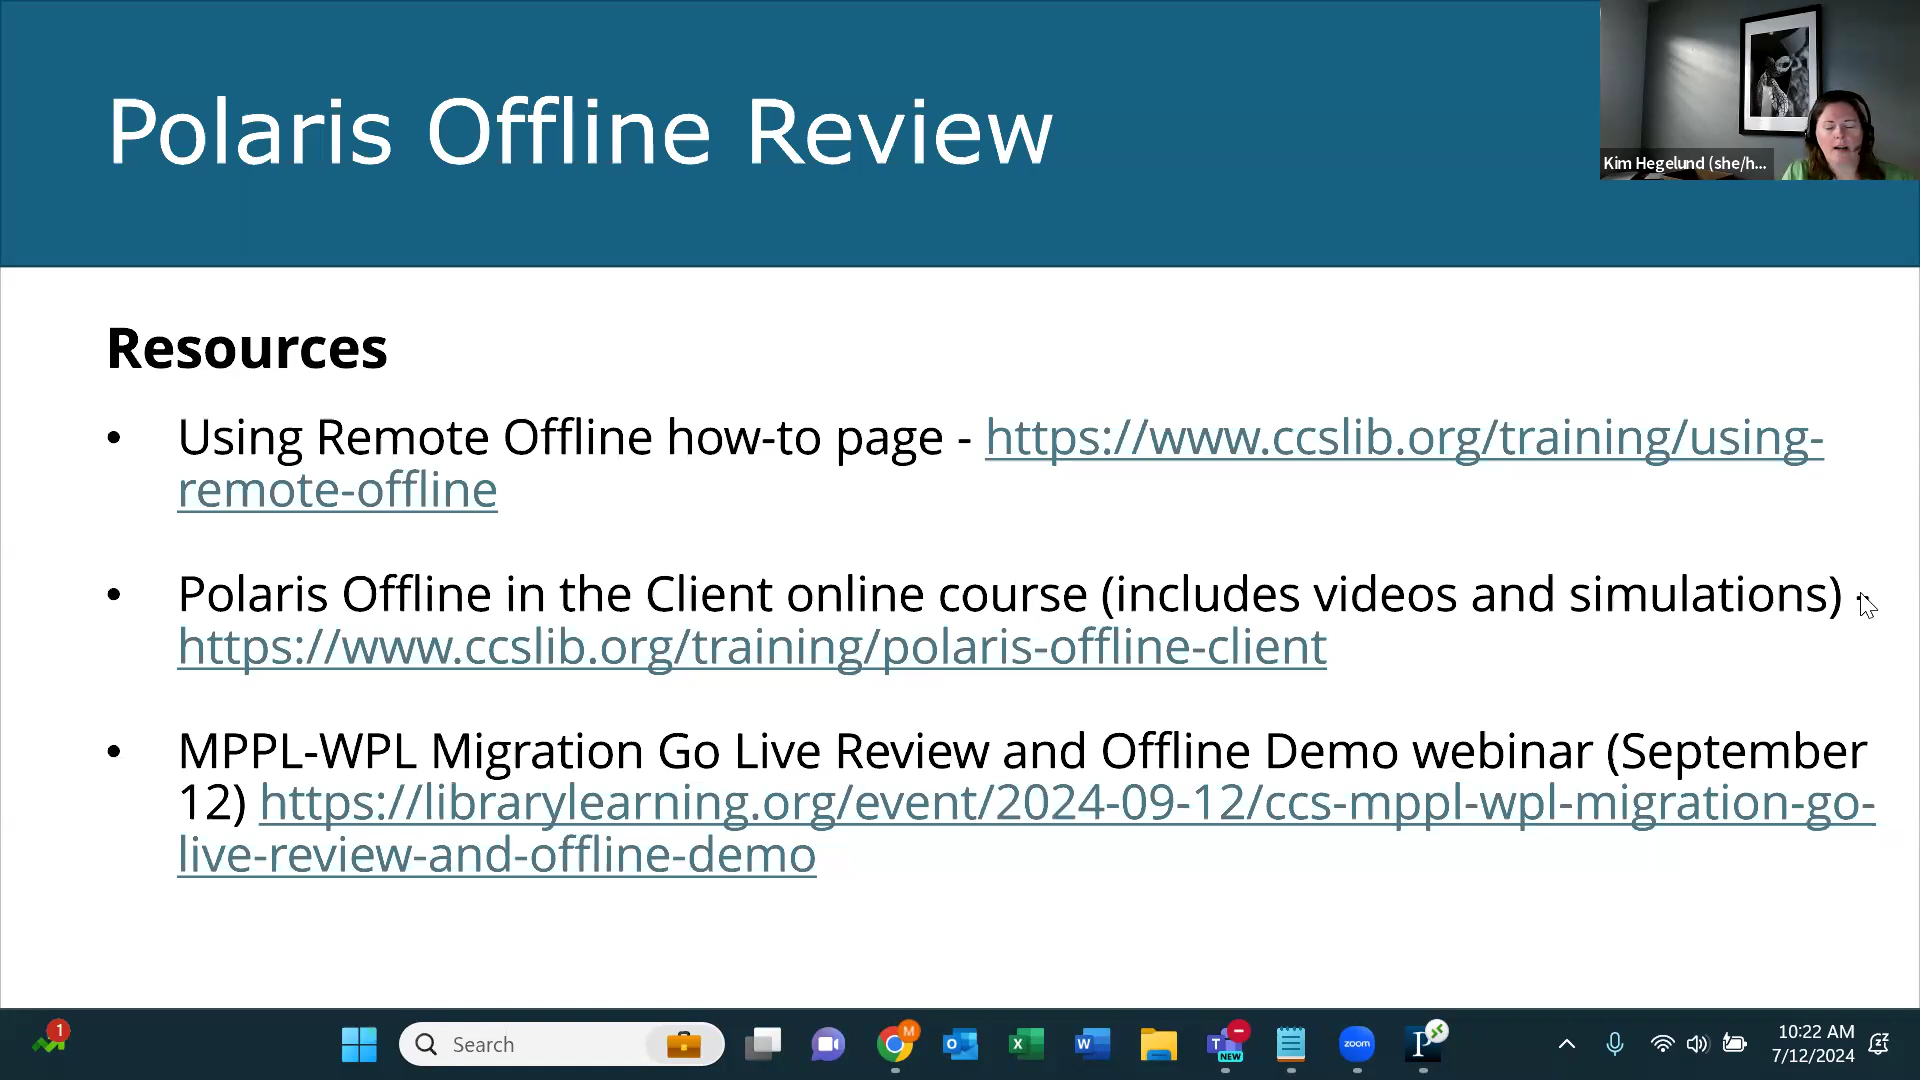 Polaris Offline Review
Kim Hegelund (she/h...
Resources
• Using Remote Offline how-to page - https://www.ccslib.org/training/using-
remote-offline
• Polaris Offline in the Client online course (includes videos and simulations) -
https://www.ccslib.org/training/polaris-offline-client
• MPPL-WPL Migration Go Live Review and Offline Demo webinar (September
12) https://librarylearning.org/event/2024-09-12/ccs-mppl-wpl-migration-go-
live-review-and-offline-demo
1
Search
M
NEW
zoom
10:22 AM
7/12/2024